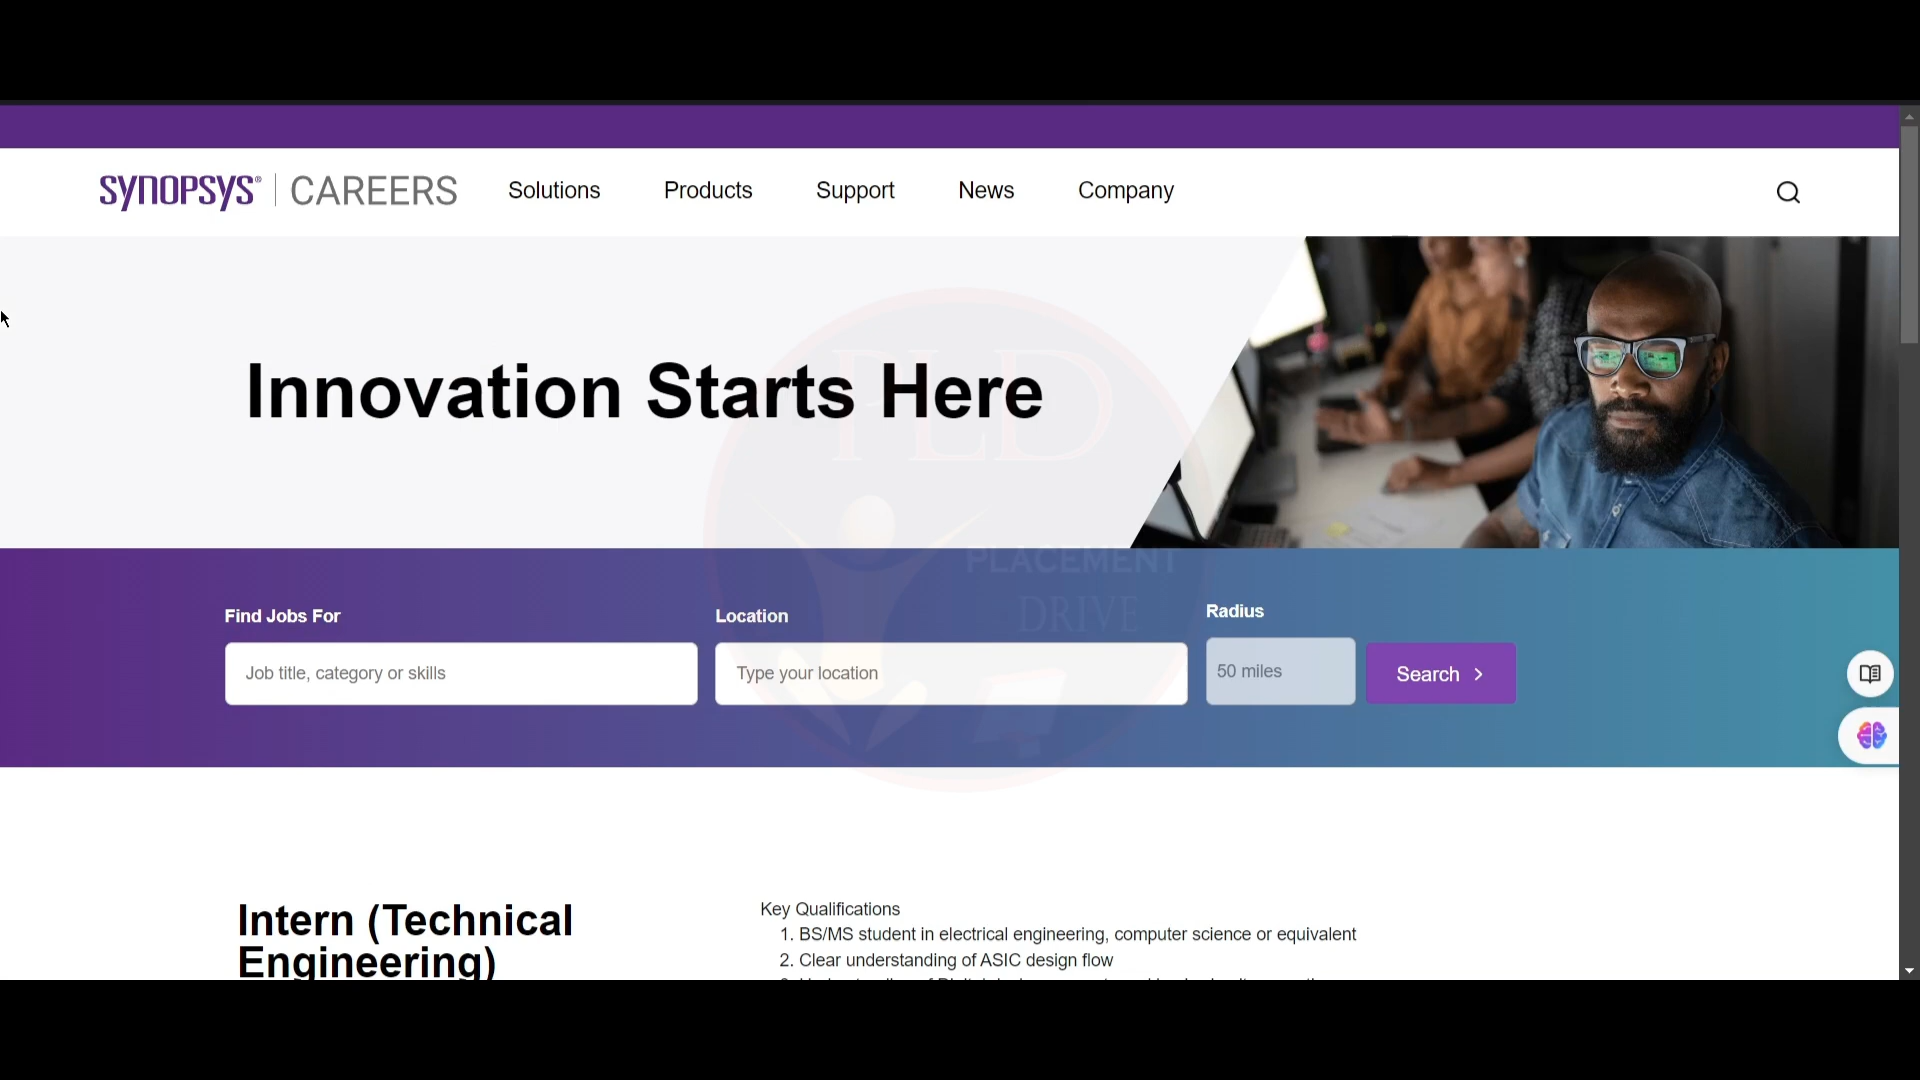 SYNOPSYS® | CAREERS
Solutions
Products
Support
News
Company
Innovation Starts Here
PLD
PLACEMENT
DRIVE
Find Jobs For
Location
Radius
Job title, category or skills
Type your location
50 miles
Search
Intern (Technical
Engineering)
Key Qualifications
1. BS/MS student in electrical engineering, computer science or equivalent
2. Clear understanding of ASIC design flow